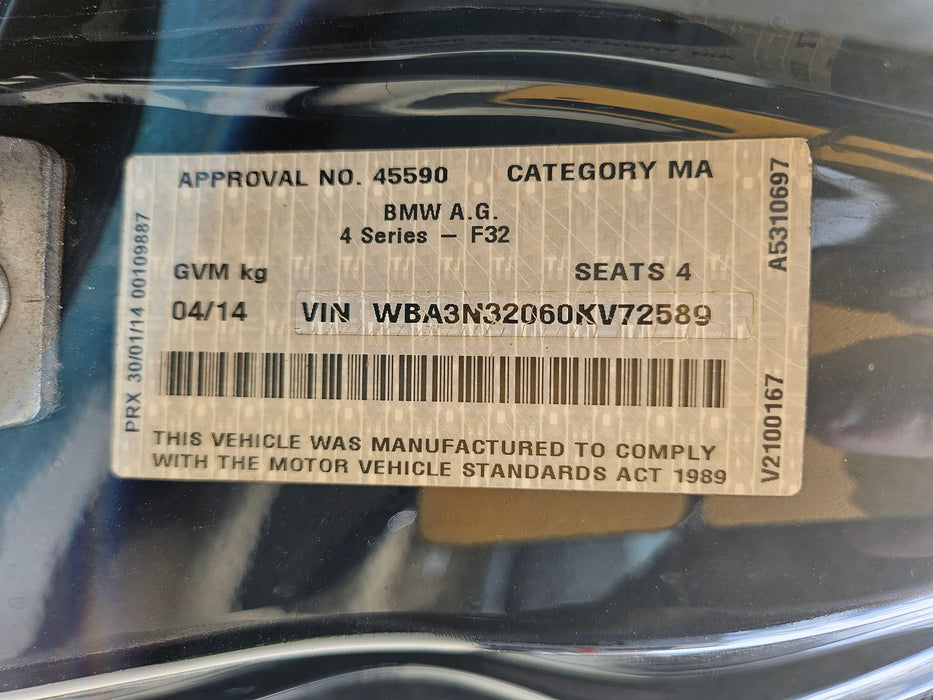 APPROVAL NO. 45590 CATEGORY MA
BMW A.G.
4 Series – F32
GVM kg SEATS 4
04/14 VIN WBA3N32060KV72589
THIS VEHICLE WAS MANUFACTURED TO COMPLY
WITH THE MOTOR VEHICLE STANDARDS ACT 1989
PRX 30/01/14 00109887
A5310697
V2100167